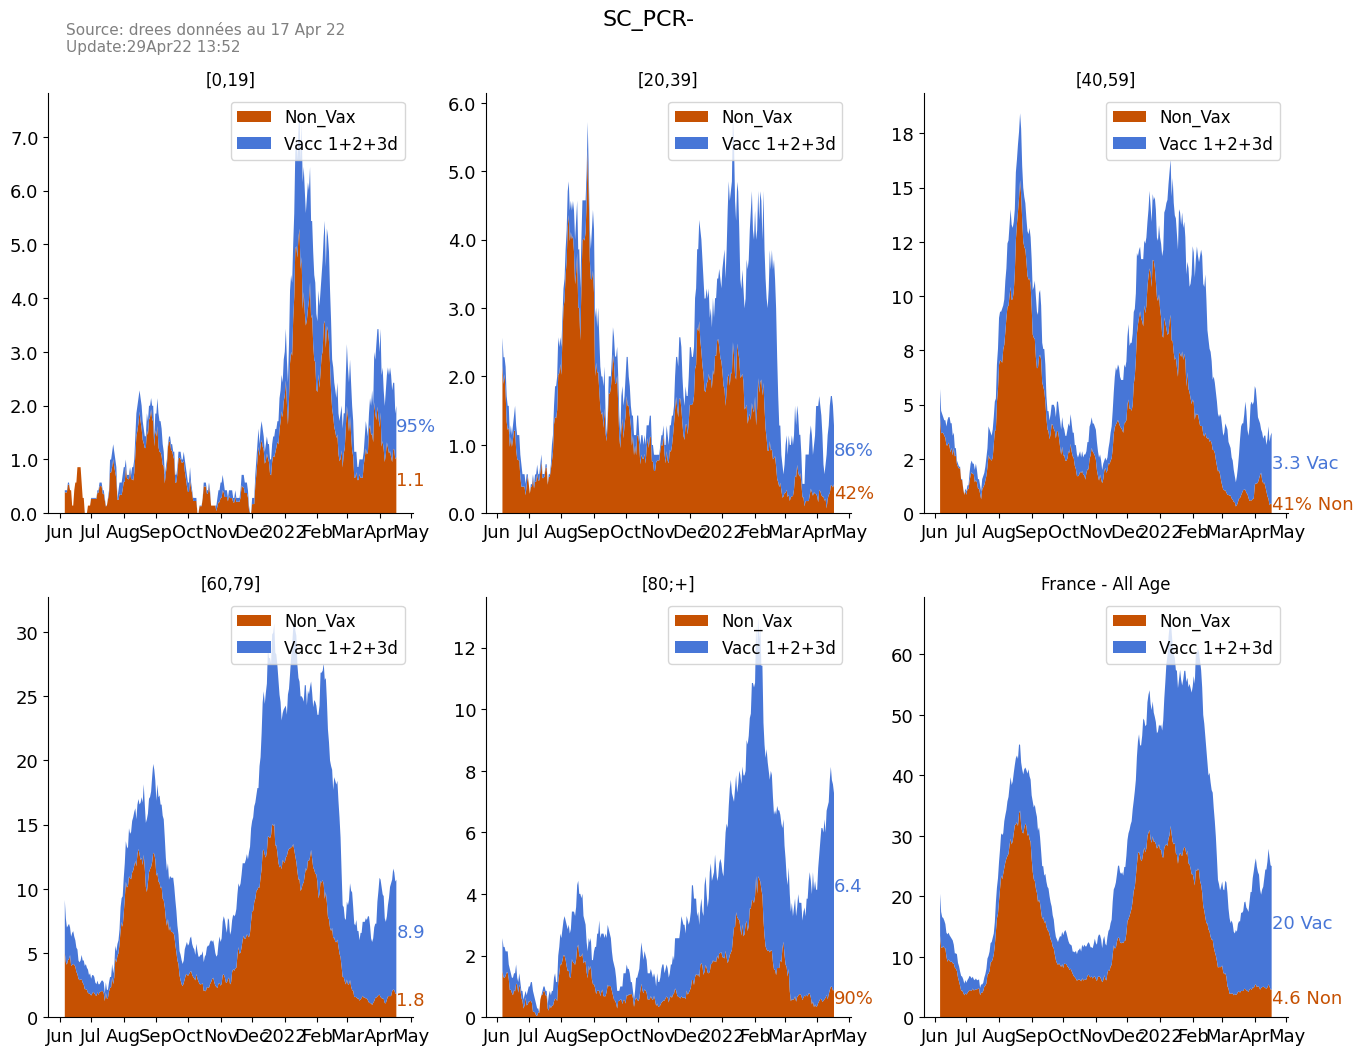 SC_PCR-
Source: drees données au 17 Apr 22
Update:29Apr22 13:52
[0,19]
Non_Vax
Vacc 1+2+3d
7.0
6.0
5.0
4.0
3.0
2.0
1.0
0.0
95%
1.1
Jun Jul Aug Sep Oct Nov Dec 2022 Feb Mar Apr May
[20,39]
Non_Vax
Vacc 1+2+3d
6.0
5.0
4.0
3.0
2.0
1.0
0.0
86%
42%
Jun Jul Aug Sep Oct Nov Dec 2022 Feb Mar Apr May
[40,59]
Non_Vax
Vacc 1+2+3d
18
15
12
10
8
5
2
0
3.3 Vac
41% Non
Jun Jul Aug Sep Oct Nov Dec 2022 Feb Mar Apr May
[60,79]
Non_Vax
Vacc 1+2+3d
30
25
20
15
10
5
0
8.9
1.8
Jun Jul Aug Sep Oct Nov Dec 2022 Feb Mar Apr May
[80;+]
Non_Vax
Vacc 1+2+3d
12
10
8
6
4
2
0
6.4
90%
Jun Jul Aug Sep Oct Nov Dec 2022 Feb Mar Apr May
France - All Age
Non_Vax
Vacc 1+2+3d
60
50
40
30
20
10
0
20 Vac
4.6 Non
Jun Jul Aug Sep Oct Nov Dec 2022 Feb Mar Apr May